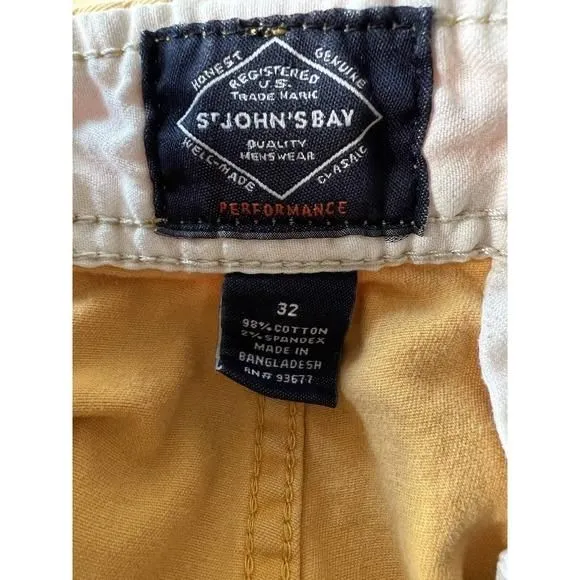 HONEST
GENUINE
REGISTERED
U.S.
TRADE MARK
ST JOHN'S BAY
QUALITY
MENSWEAR
WELL-MADE
CLASSIC
PERFORMANCE
32
98% COTTON
2% SPANDEX
MADE IN
BANGLADESH
RN# 93677